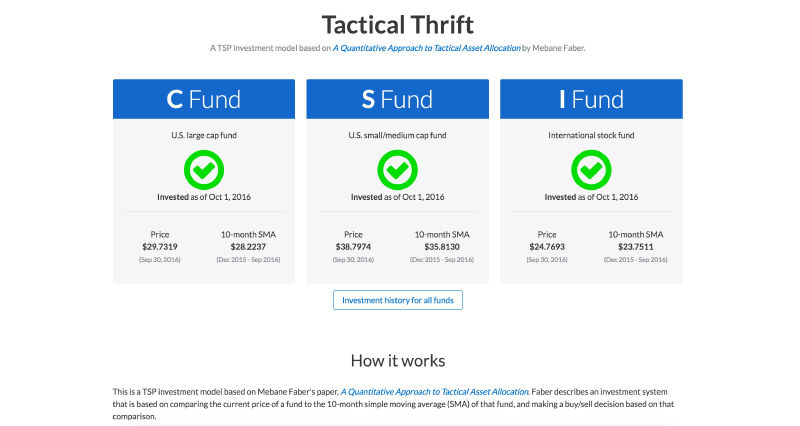 Tactical Thrift
A TSP investment model based on A Quantitative Approach to Tactical Asset Allocation by Mebane Faber.
C Fund
U.S. large cap fund
Invested as of Oct 1, 2016
Price 10-month SMA
$29.7319 $28.2237
(Sep 30, 2016) (Dec 2015 - Sep 2016)
S Fund
U.S. small/medium cap fund
Invested as of Oct 1, 2016
Price 10-month SMA
$38.7974 $35.8130
(Sep 30, 2016) (Dec 2015 - Sep 2016)
I Fund
International stock fund
Invested as of Oct 1, 2016
Price 10-month SMA
$24.7693 $23.7511
(Sep 30, 2016) (Dec 2015 - Sep 2016)
Investment history for all funds
How it works
This is a TSP investment model based on Mebane Faber's paper, A Quantitative Approach to Tactical Asset Allocation. Faber describes an investment system
that is based on comparing the current price of a fund to the 10-month simple moving average (SMA) of that fund, and making a buy/sell decision based on that
comparison.